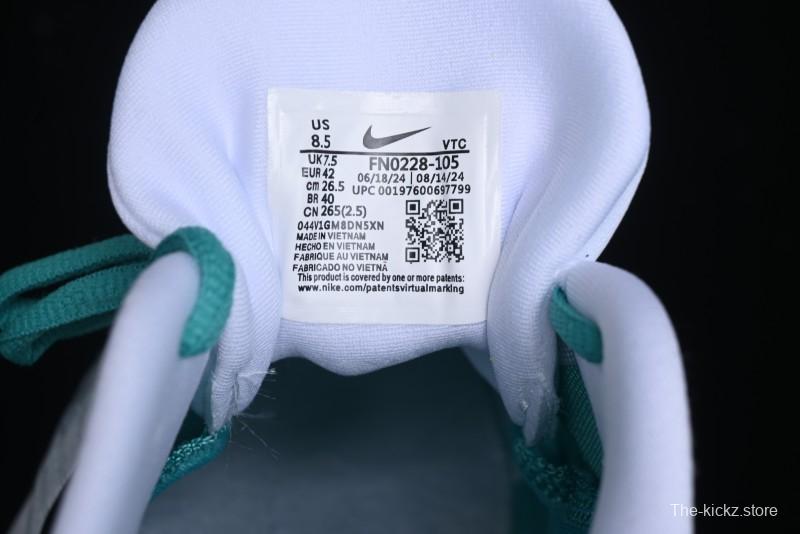 US
8.5
VTC
UK7.5
EUR 42
cm 26.5
BR 40
CN 265(2.5)
FN0228-105
06/18/24 | 08/14/24
UPC 00197600697799
044V1GM8DN5XN
MADE IN VIETNAM
HECHO EN VIETNAM
FABRIQUE AU VIETNAM
FABRICADO NO VIETNÃ
This product is covered by one or more patents:
www.nike.com/patentsvirtualmarking
The-kickz.store